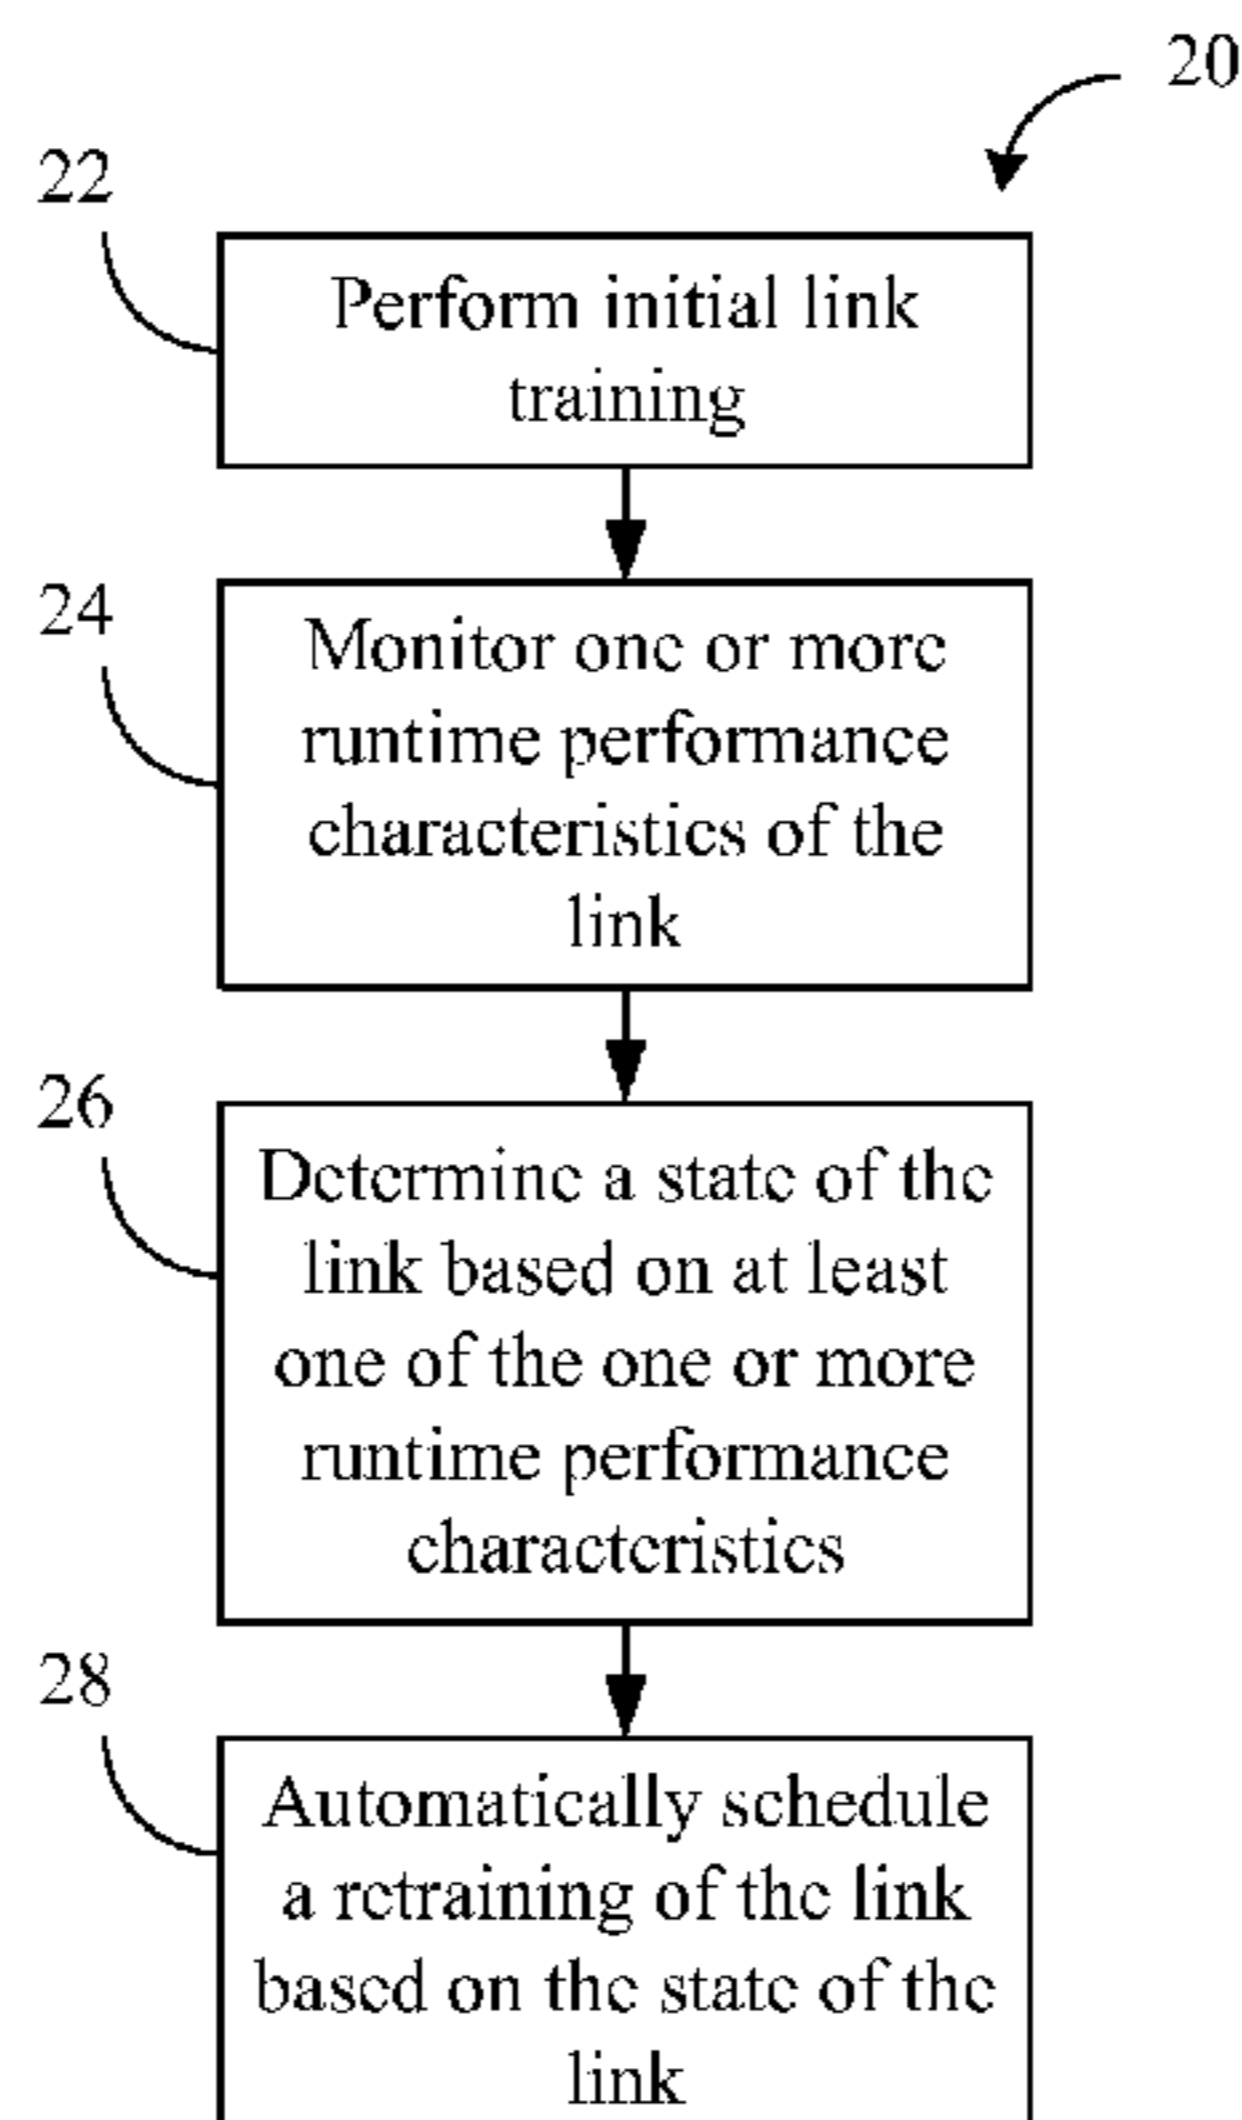 20
22
Perform initial link
training
24
Monitor one or more
runtime performance
characteristics of the
link
26
Determine a state of the
link based on at least
one of the one or more
runtime performance
characteristics
28
Automatically schedule
a retraining of the link
based on the state of the
link